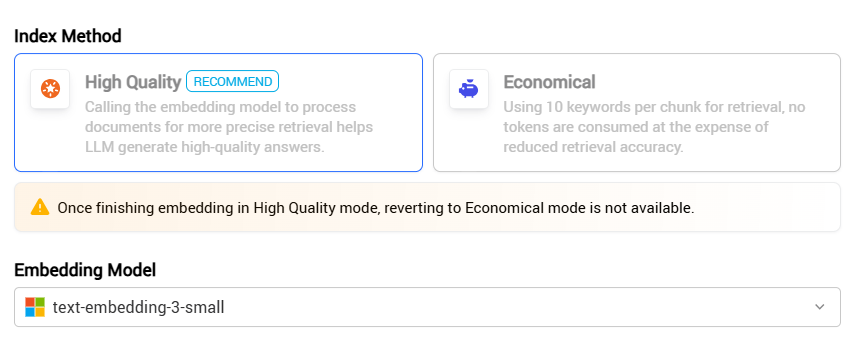 Index Method
High Quality RECOMMEND
Calling the embedding model to process
documents for more precise retrieval helps
LLM generate high-quality answers.
Economical
Using 10 keywords per chunk for retrieval, no
tokens are consumed at the expense of
reduced retrieval accuracy.
Once finishing embedding in High Quality mode, reverting to Economical mode is not available.
Embedding Model
text-embedding-3-small